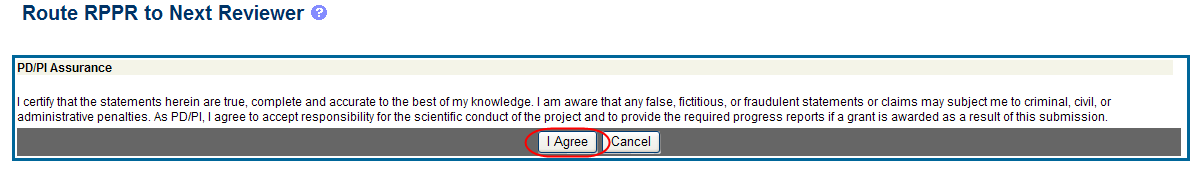 Route RPPR to Next Reviewer ?
PD/PI Assurance
I certify that the statements herein are true, complete and accurate to the best of my knowledge. I am aware that any false, fictitious, or fraudulent statements or claims may subject me to criminal, civil, or
administrative penalties. As PD/PI, I agree to accept responsibility for the scientific conduct of the project and to provide the required progress reports if a grant is awarded as a result of this submission.
I Agree Cancel